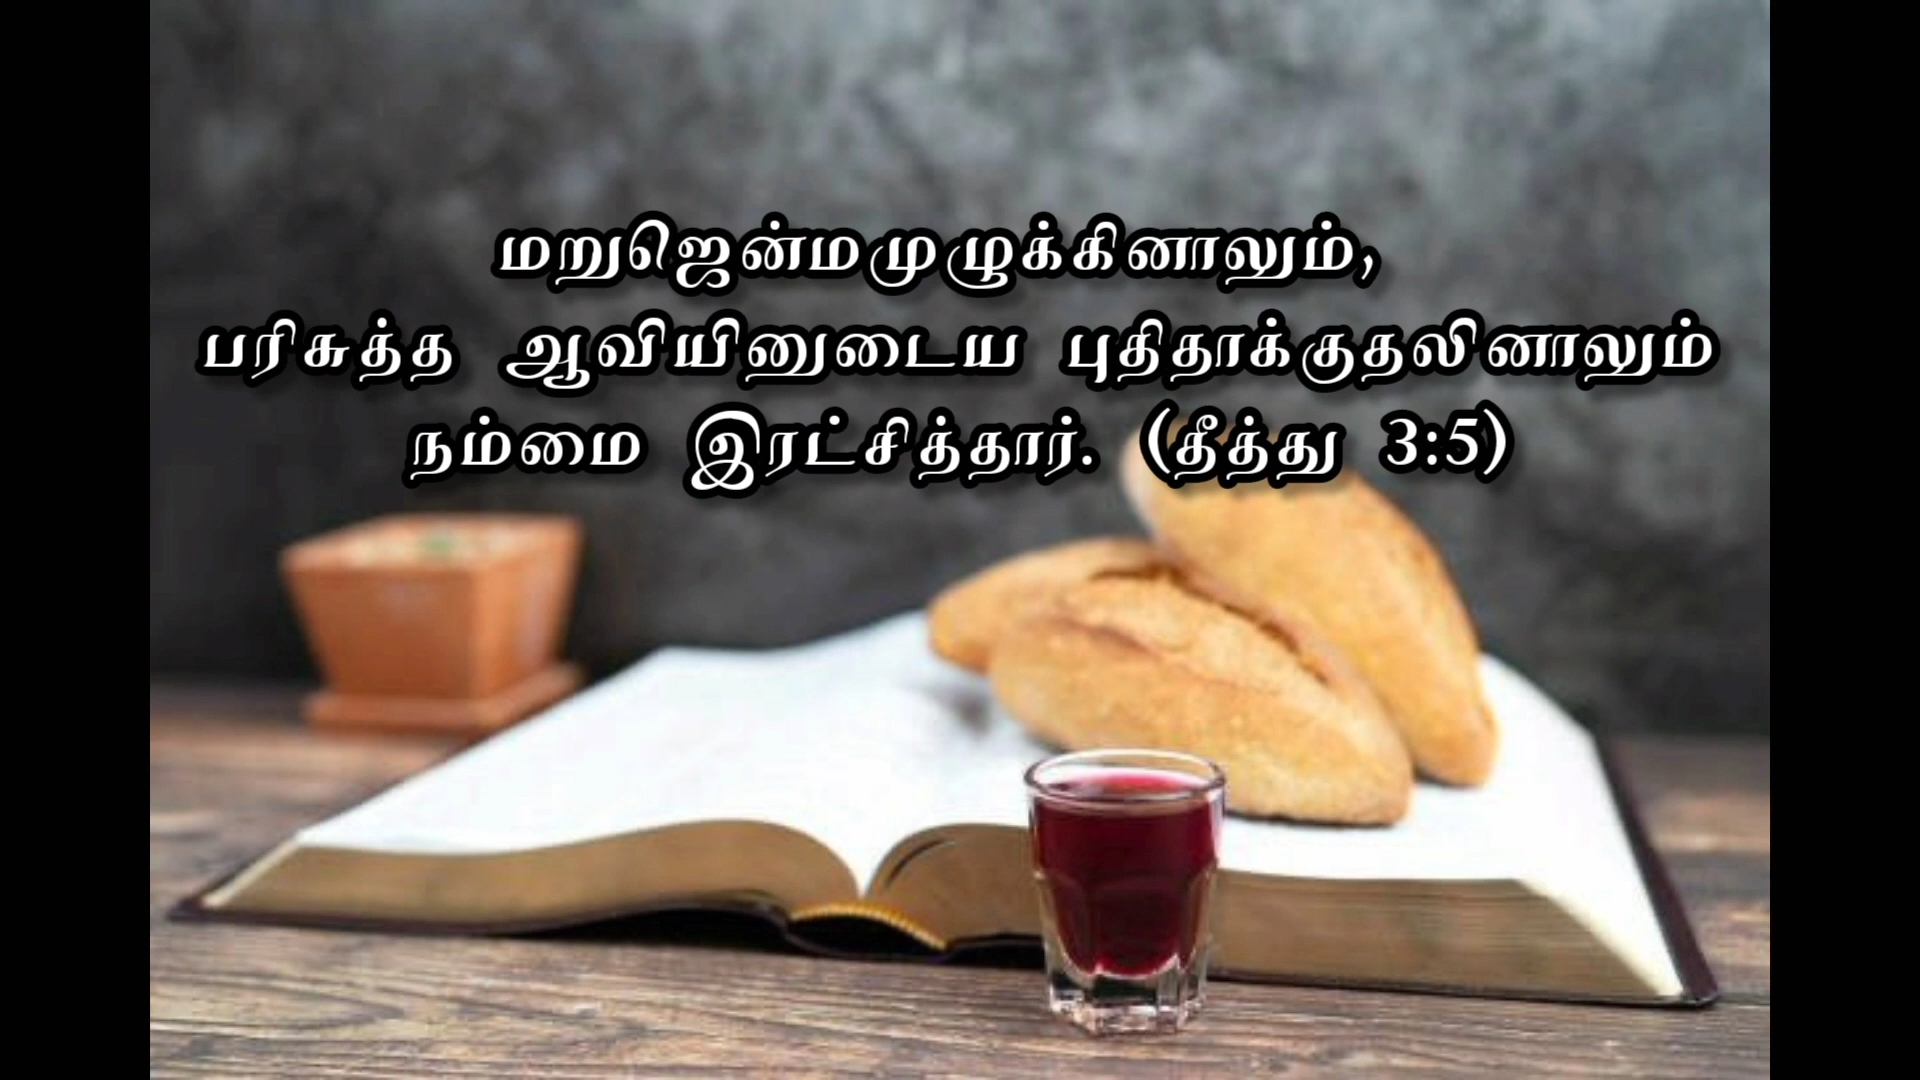 மறுஜென்மமுழுக்கினாலும்,
பரிசுத்த ஆவியினுடைய புதிதாக்குதலினாலும்
நம்மை இரட்சித்தார். (தீத்து 3:5)